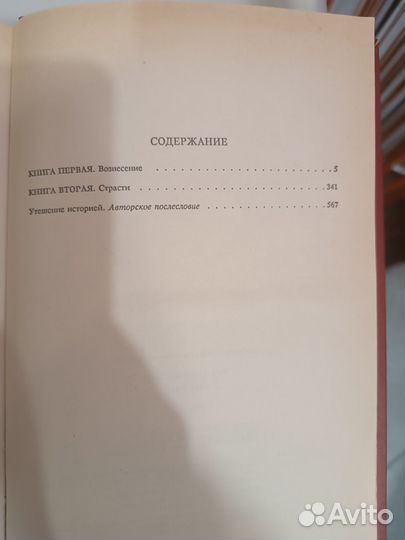 СОДЕРЖАНИЕ
КНИГА ПЕРВАЯ. Вознесение . . . . . . . . . . . . . . . . 5
КНИГА ВТОРАЯ. Страсти . . . . . . . . . . . . . . . . . 341
Утешение историей. Авторское послесловие . . . . . . . . . . 567
Avito